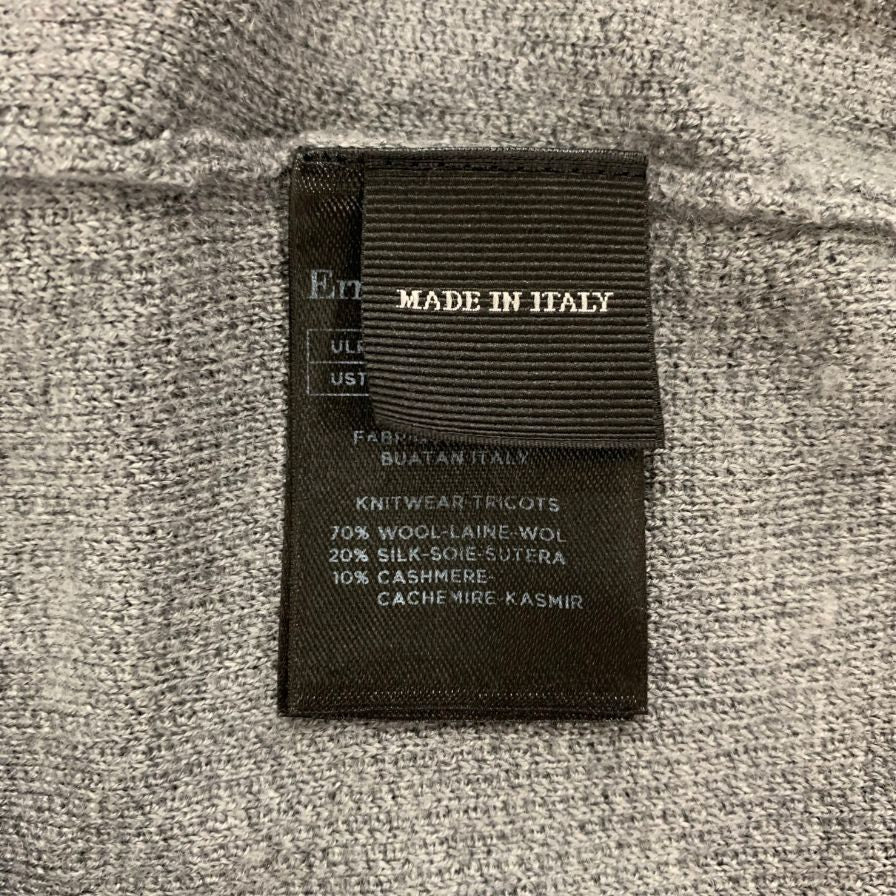 MADE IN ITALY
BUATAN ITALY
KNITWEAR-TRICOTS
70% WOOL-LAINE-WOL
20% SILK-SOIE-SUTERA
10% CASHMERE-
CACHEMIRE-KASMIR